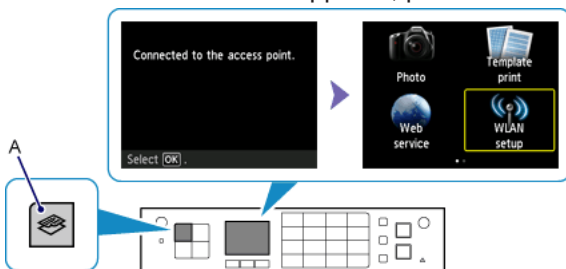 Connected to the access point.
Select OK .
Photo
Template
print
Web
service
WLAN
setup
A